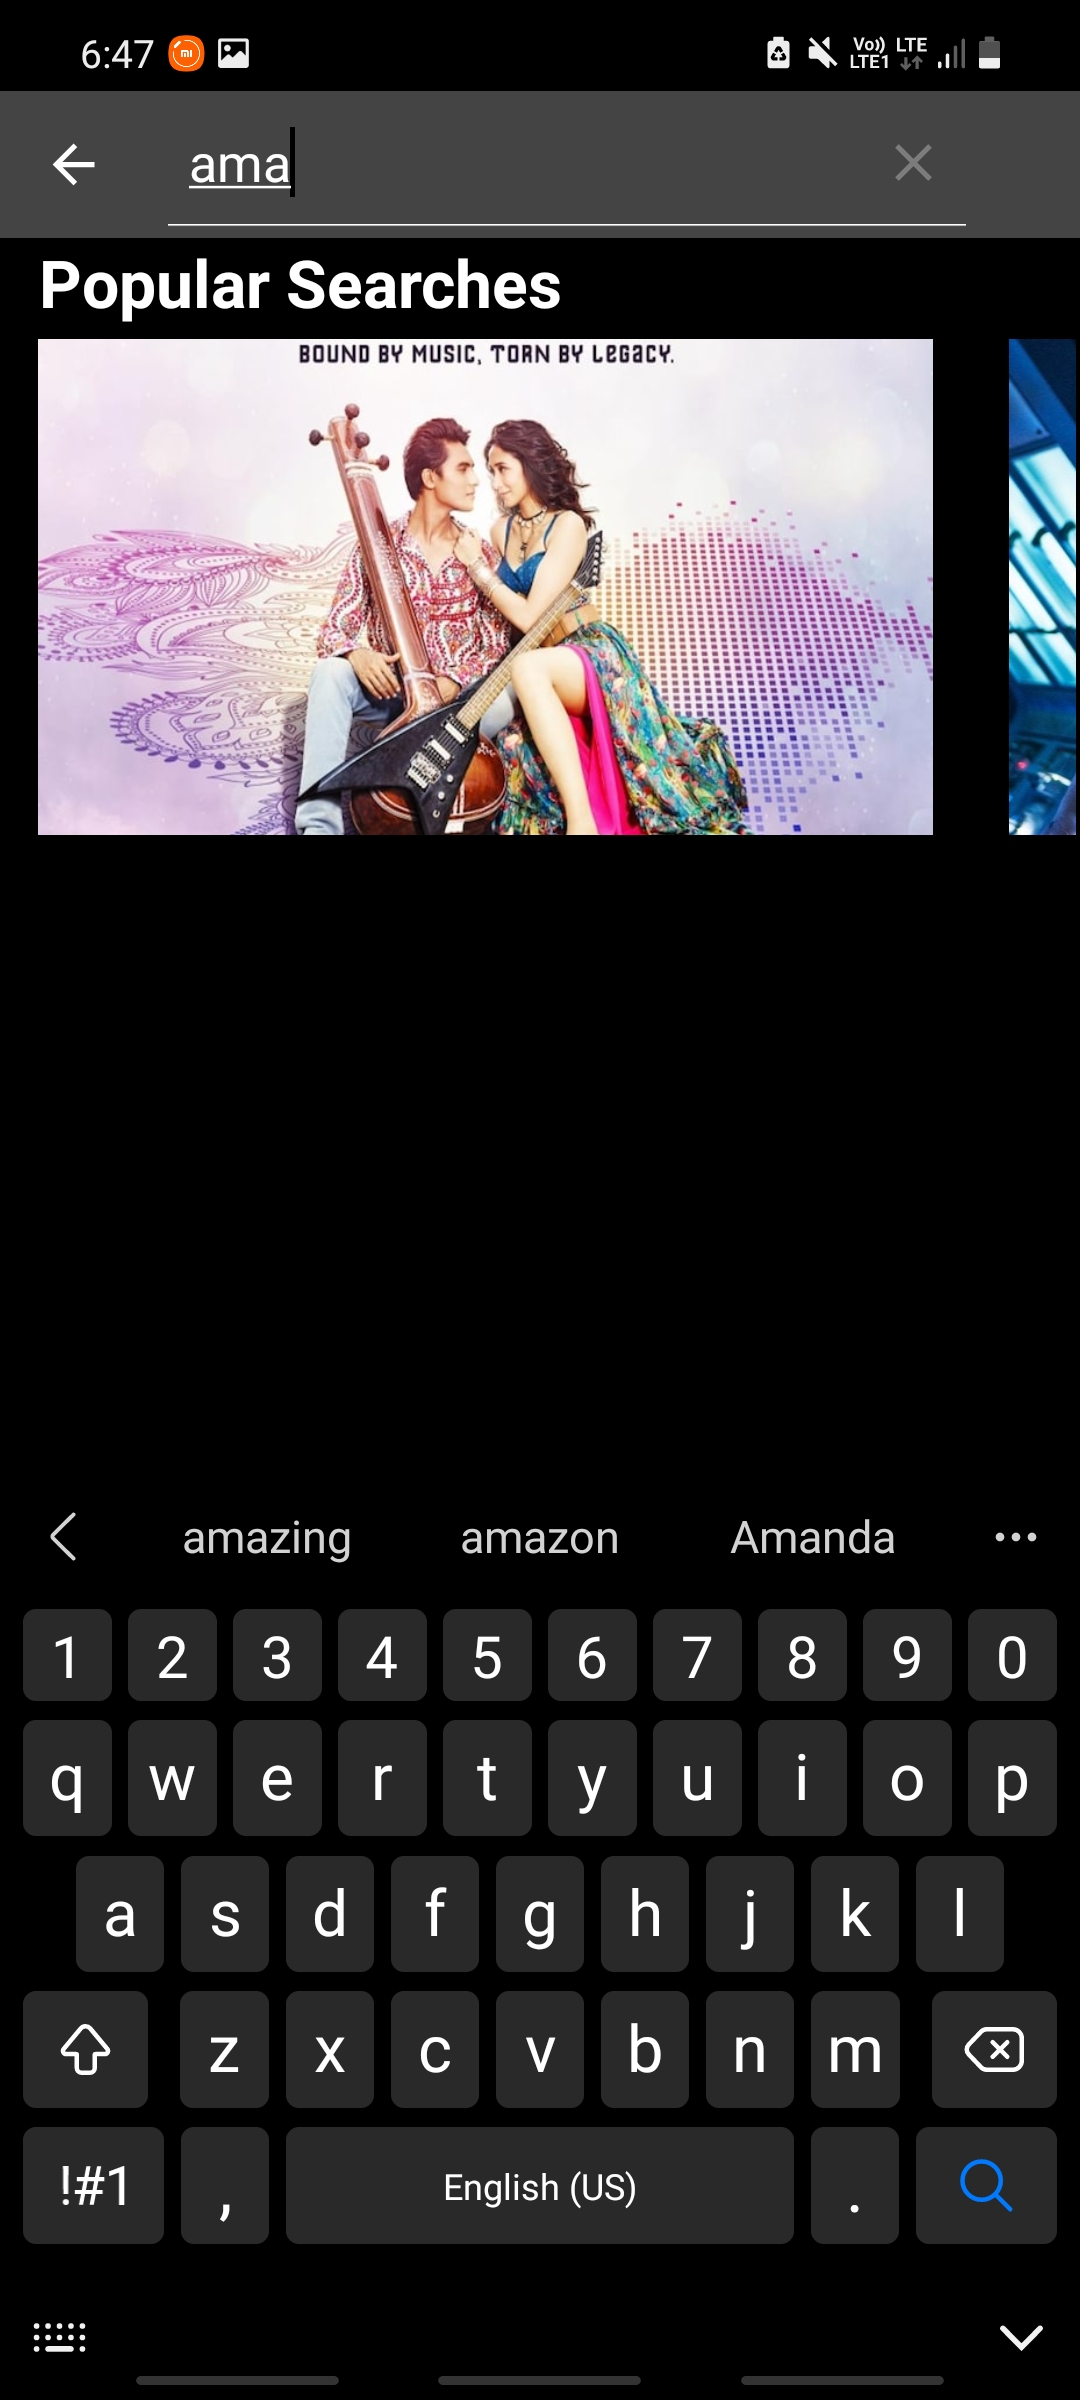 6:47
Vo)) LTE
LTE1
ama
Popular Searches
BOUND BY MUSIC, TORN BY LEGACY.
amazing amazon Amanda
1 2 3 4 5 6 7 8 9 0
q w e r t y u i o p
a s d f g h j k l
z x c v b n m
!#1 , English (US) .